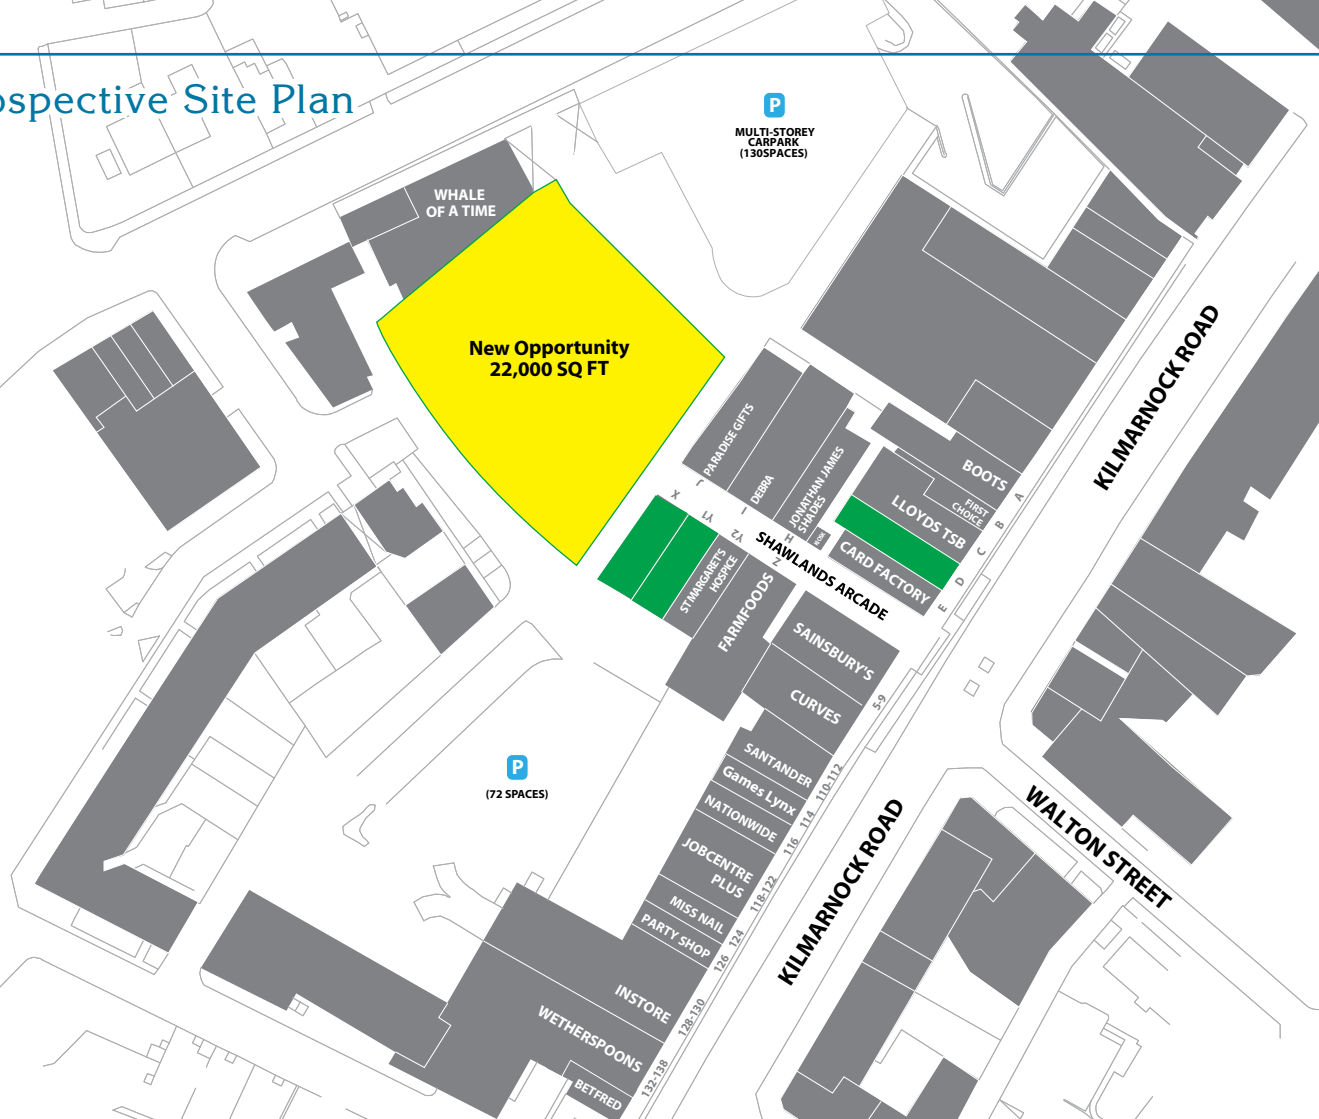 ospective Site Plan
P
MULTI-STOREY
CARPARK
(130SPACES)
WHALE
OF A TIME
New Opportunity
22,000 SQ FT
KILMARNOCK ROAD
PARADISE GIFTS
DEBRA
JONATHAN JAMES
SHADES
BOOTS
FIRST
CHOICE
LLOYDS TSB
CARD FACTORY
A
B
C
D
E
J
I
H
X
Y1
Y2
Z
SHAWLANDS ARCADE
ST MARGARET'S
HOSPICE
FARMFOODS
SAINSBURY'S
CURVES
5-9
SANTANDER
110-112
Games Lynx
114
NATIONWIDE
116
JOBCENTRE
PLUS
118-122
MISS NAIL
124
PARTY SHOP
126
INSTORE
128-130
WETHERSPOONS
132-138
BETFRED
P
(72 SPACES)
KILMARNOCK ROAD
WALTON STREET